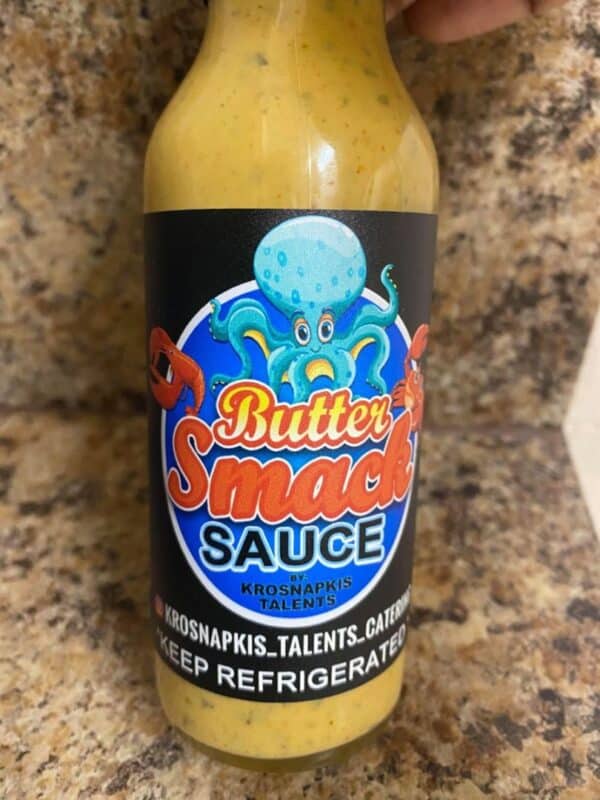 Butter
Smack
SAUCE
BY:
KROSNAPKIS
TALENTS
KROSNAPKIS_TALENTS_CATERING
KEEP REFRIGERATED